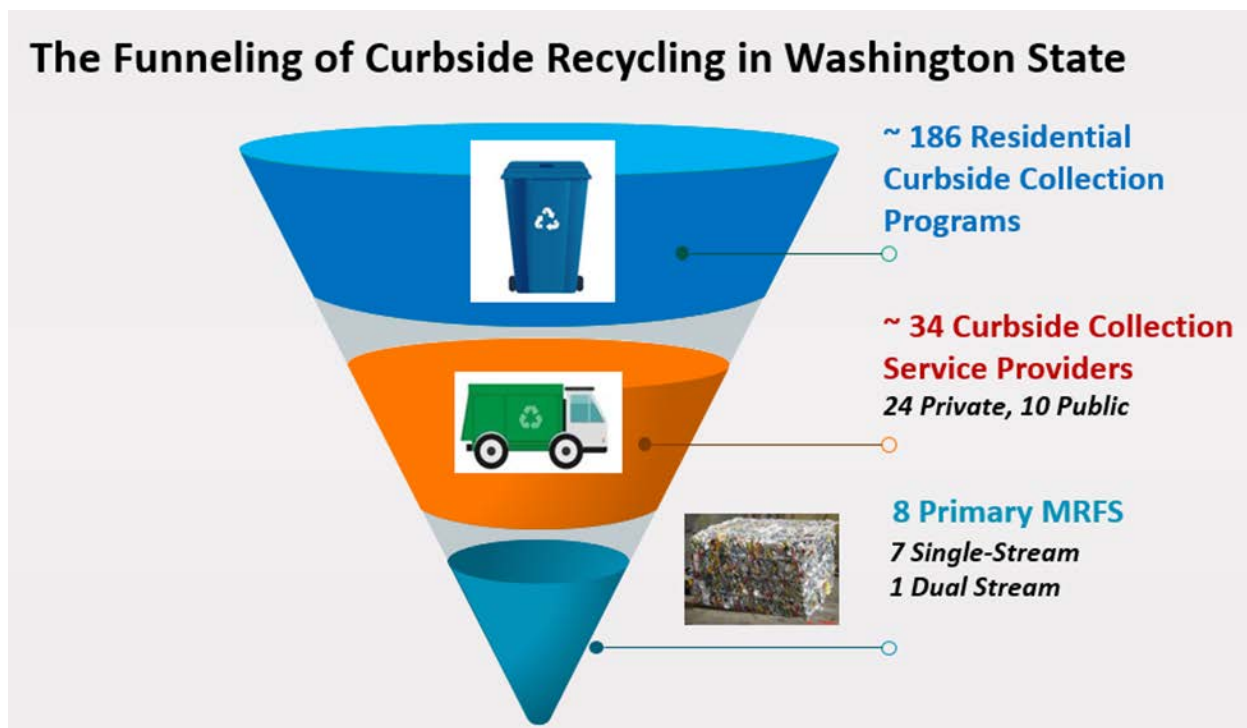 The Funneling of Curbside Recycling in Washington State
~ 186 Residential
Curbside Collection
Programs
~ 34 Curbside Collection
Service Providers
24 Private, 10 Public
8 Primary MRFS
7 Single-Stream
1 Dual Stream